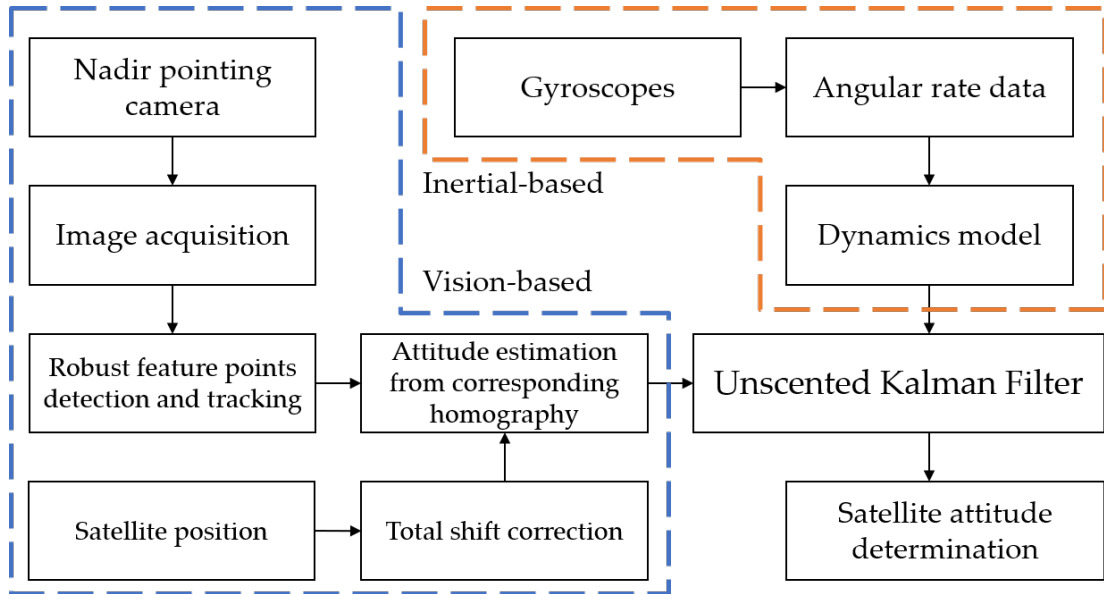 Nadir pointing
camera
Gyroscopes
Angular rate data
Inertial-based
Image acquisition
Dynamics model
Vision-based
Robust feature points
detection and tracking
Attitude estimation
from corresponding
homography
Unscented Kalman Filter
Satellite position
Total shift correction
Satellite attitude
determination